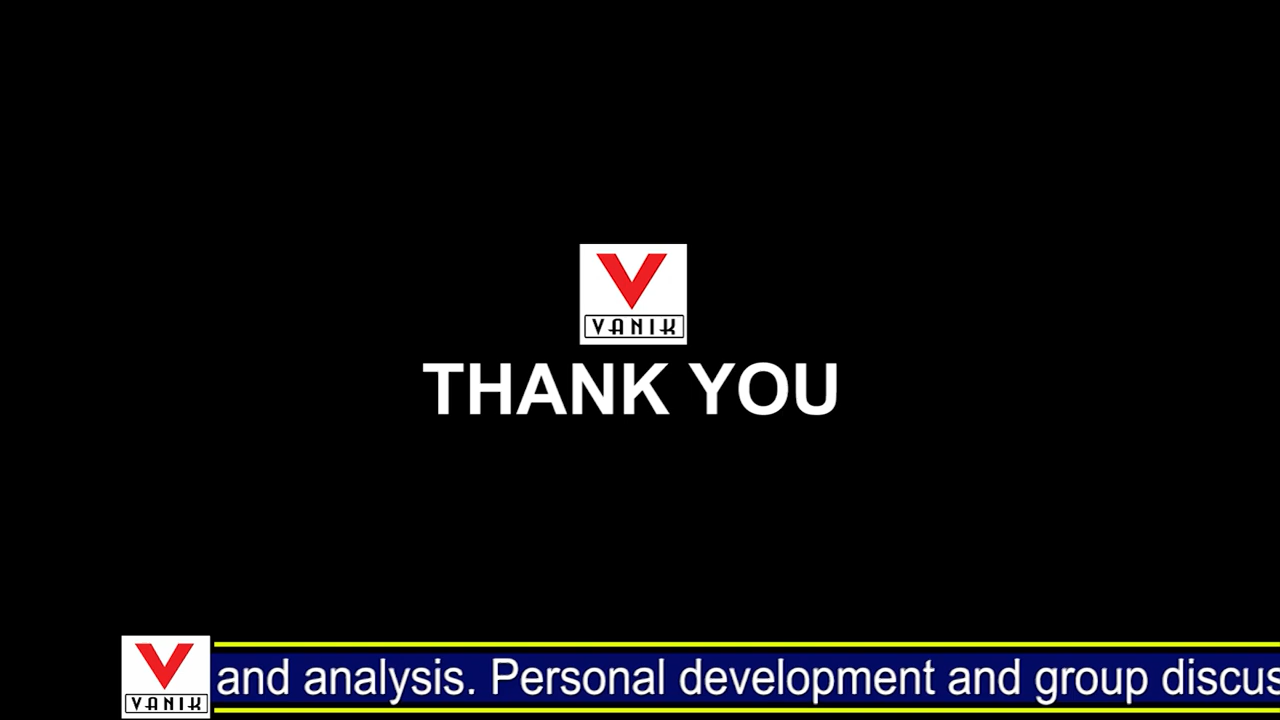 VANIK
THANK YOU
VANIK
and analysis. Personal development and group discus